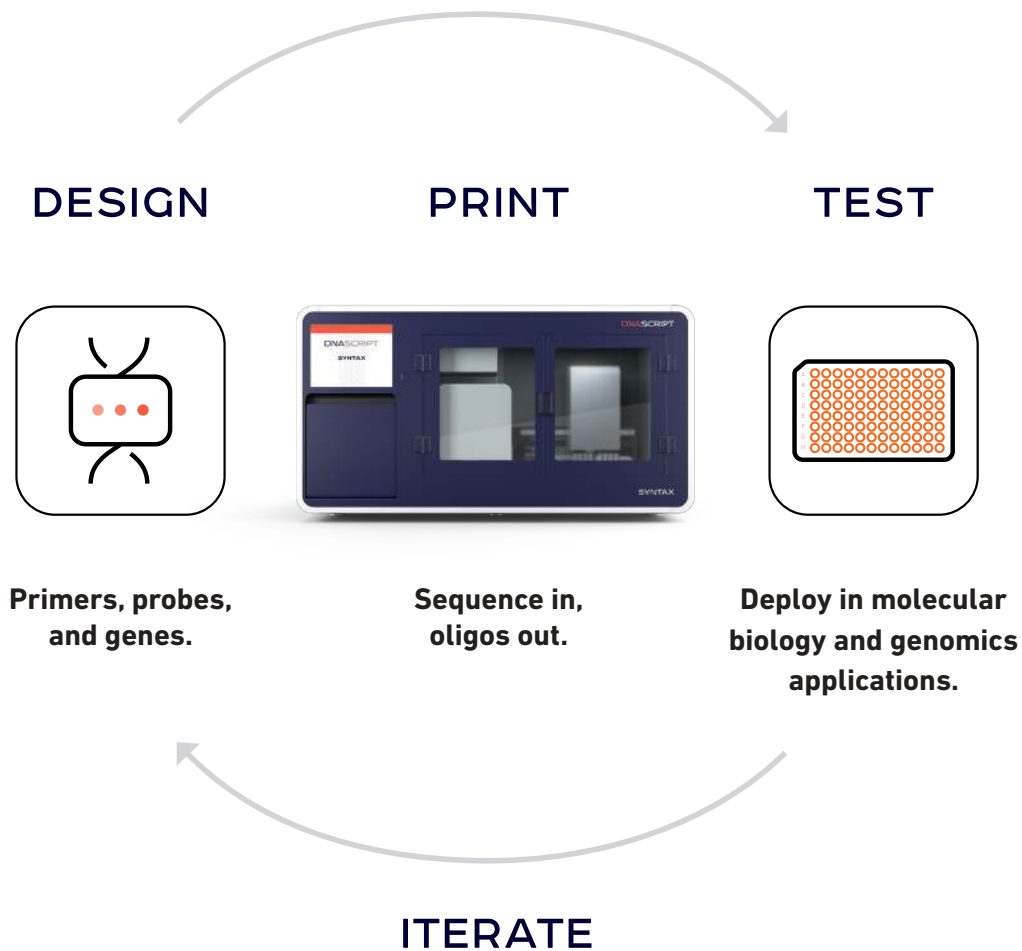 DESIGN
PRINT
TEST
DNASCRIPT
SYNTAX
DNASCRIPT
SYNTAX
A
B
C
D
E
F
G
H
Primers, probes,
and genes.
Sequence in,
oligos out.
Deploy in molecular
biology and genomics
applications.
ITERATE